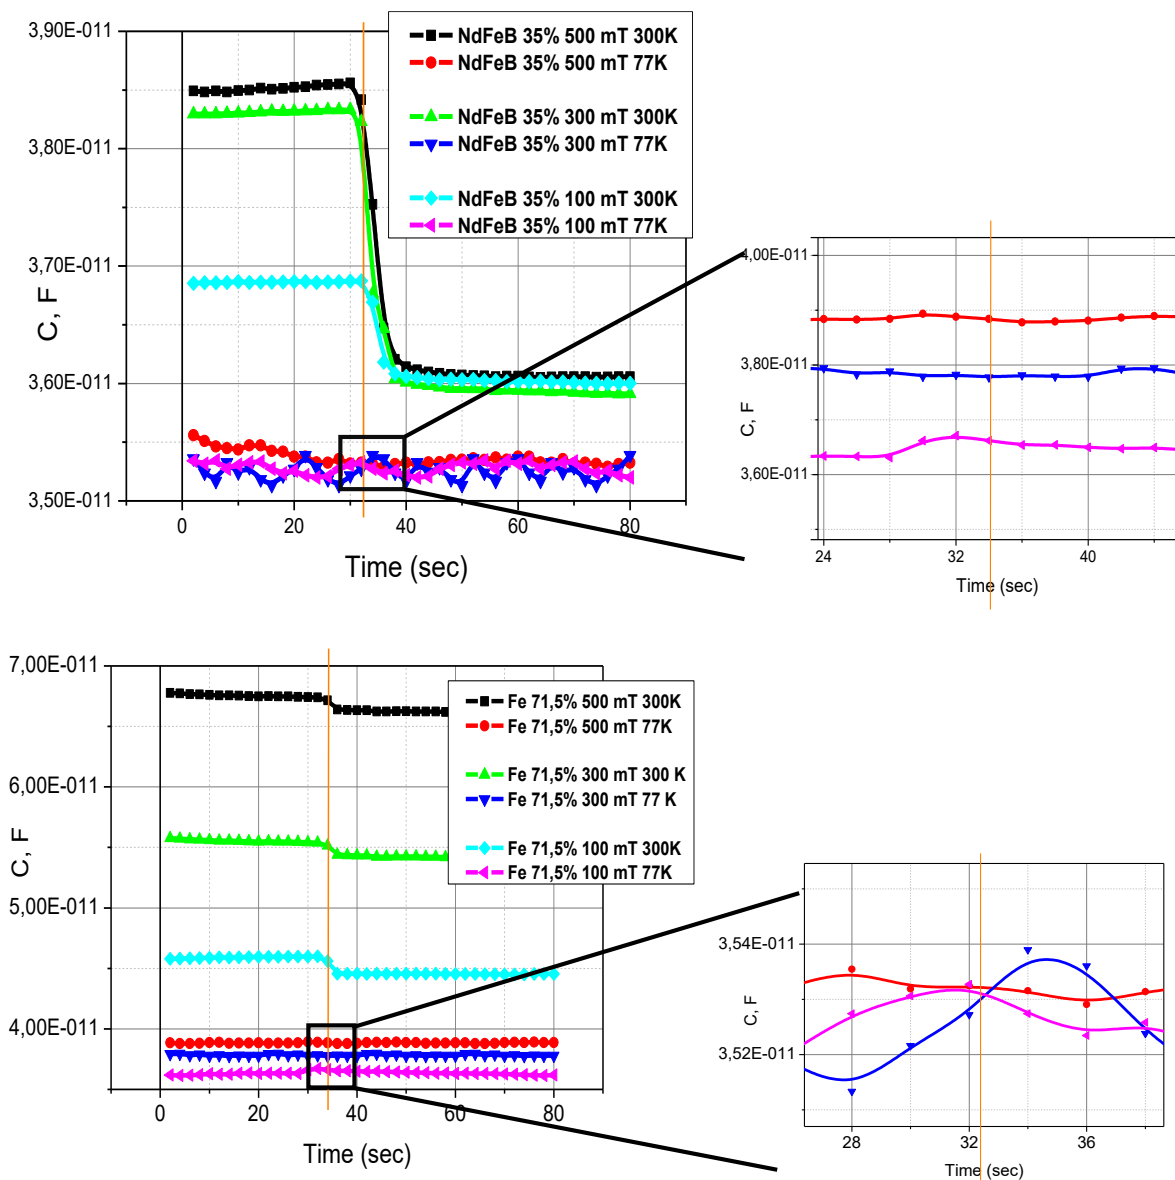 3,90E-011
3,80E-011
3,70E-011
3,60E-011
3,50E-011
C, F
0
20
40
60
80
Time (sec)
NdFeB 35% 500 mT 300K
NdFeB 35% 500 mT 77K
NdFeB 35% 300 mT 300K
NdFeB 35% 300 mT 77K
NdFeB 35% 100 mT 300K
NdFeB 35% 100 mT 77K
4,00E-011
3,80E-011
3,60E-011
C, F
24
32
40
Time (sec)
7,00E-011
6,00E-011
5,00E-011
4,00E-011
C, F
0
20
40
60
80
Time (sec)
Fe 71,5% 500 mT 300K
Fe 71,5% 500 mT 77K
Fe 71,5% 300 mT 300 K
Fe 71,5% 300 mT 77 K
Fe 71,5% 100 mT 300K
Fe 71,5% 100 mT 77K
3,54E-011
3,52E-011
C, F
28
32
36
Time (sec)